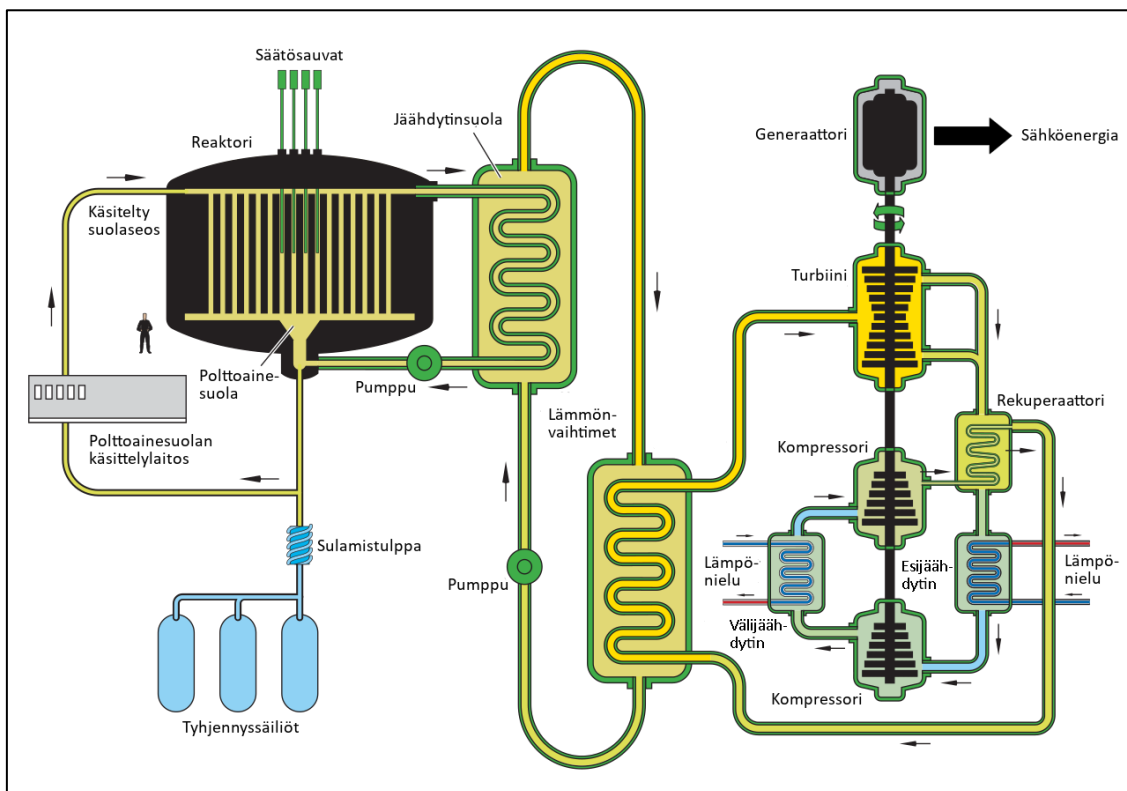 Säätösauvat
Reaktori
Jäähdytinsuola
Generaattori
Sähköenergia
Käsitelty
suolaseos
Turbiini
Polttoaine-
suola
Pumppu
Polttoainesuolan
käsittelylaitos
Lämmön-
vaihtimet
Rekuperaattori
Kompressori
Sulamistulppa
Pumppu
Lämpö-
nielu
Esijääh-
dytin
Lämpö-
nielu
Välijääh-
dytin
Kompressori
Tyhjennyssäiliöt